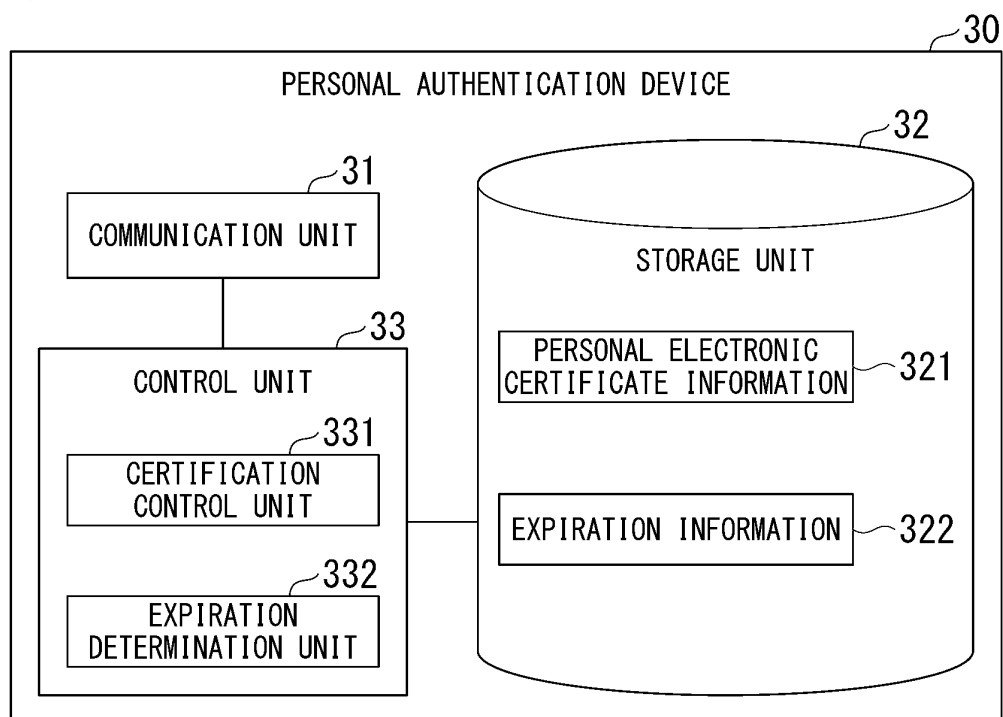 30
PERSONAL AUTHENTICATION DEVICE
32
31
COMMUNICATION UNIT
STORAGE UNIT
33
CONTROL UNIT
PERSONAL ELECTRONIC
CERTIFICATE INFORMATION
321
331
CERTIFICATION
CONTROL UNIT
EXPIRATION INFORMATION
322
332
EXPIRATION
DETERMINATION UNIT